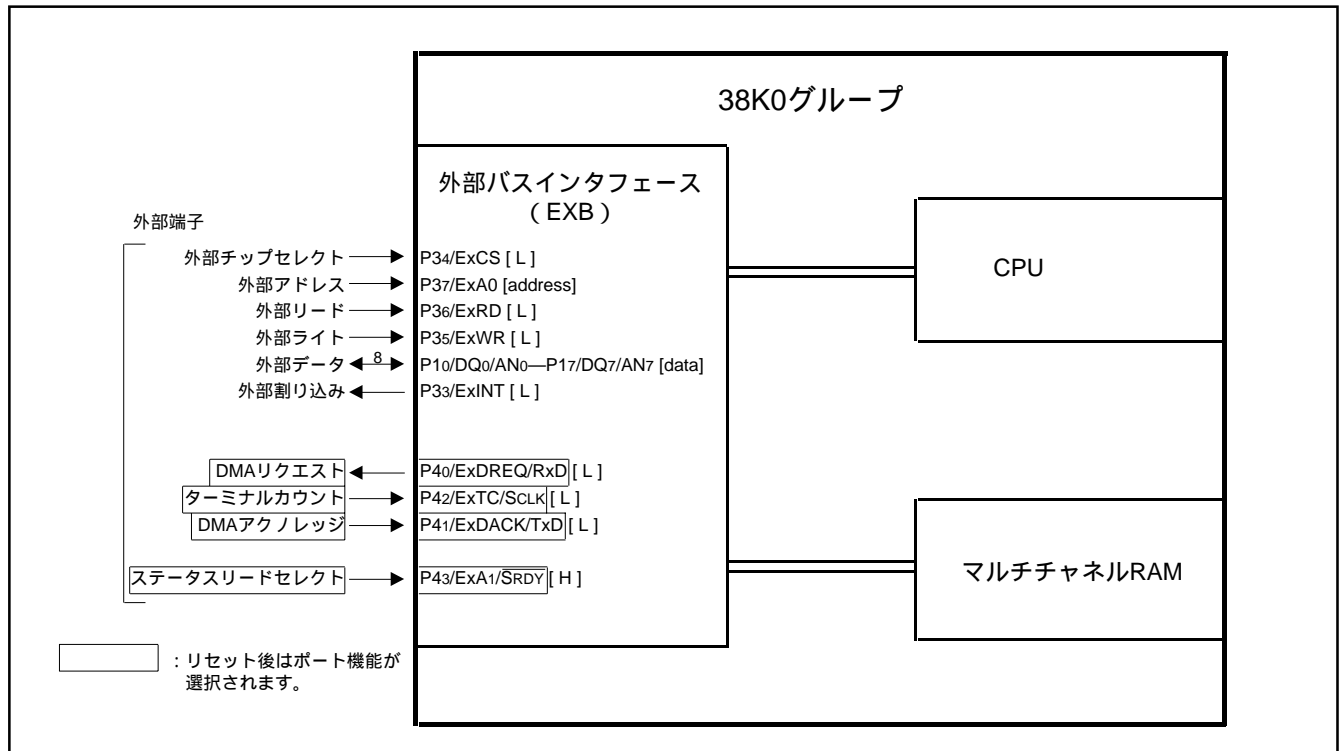 38K0グループ
外部バスインタフェース
（EXB）
外部端子
外部チップセレクト P34/ExCS [ L ]
外部アドレス P37/ExA0 [address]
外部リード P36/ExRD [ L ]
外部ライト P35/ExWR [ L ]
外部データ 8 P10/DQ0/AN0—P17/DQ7/AN7 [data]
外部割り込み P33/ExINT [ L ]
DMAリクエスト P40/ExDREQ/RxD [ L ]
ターミナルカウント P42/ExTC/SCLK [ L ]
DMAアクノレッジ P41/ExDACK/TxD [ L ]
ステータスリードセレクト P43/ExA1/SRDY [ H ]
CPU
マルチチャネルRAM
：リセット後はポート機能が
選択されます。